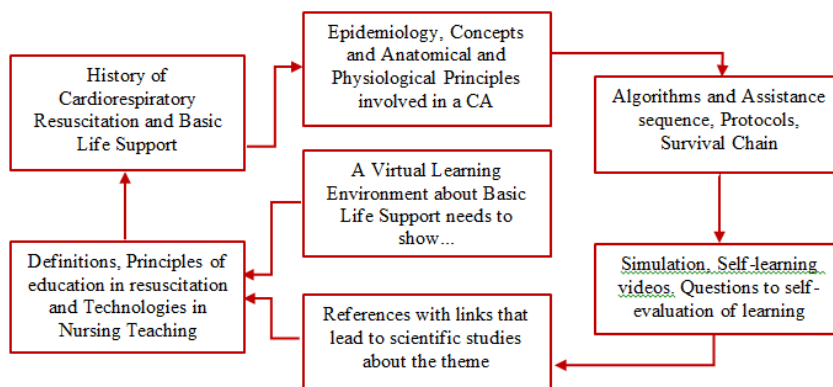 Epidemiology, Concepts
and Anatomical and
Physiological Principles
involved in a CA
History of
Cardiorespiratory
Resuscitation and Basic
Life Support
Algorithms and Assistance
sequence, Protocols,
Survival Chain
A Virtual Learning
Environment about Basic
Life Support needs to
show...
Definitions, Principles of
education in resuscitation
and Technologies in
Nursing Teaching
Simulation, Self-learning
videos, Questions to self-
evaluation of learning
References with links that
lead to scientific studies
about the theme